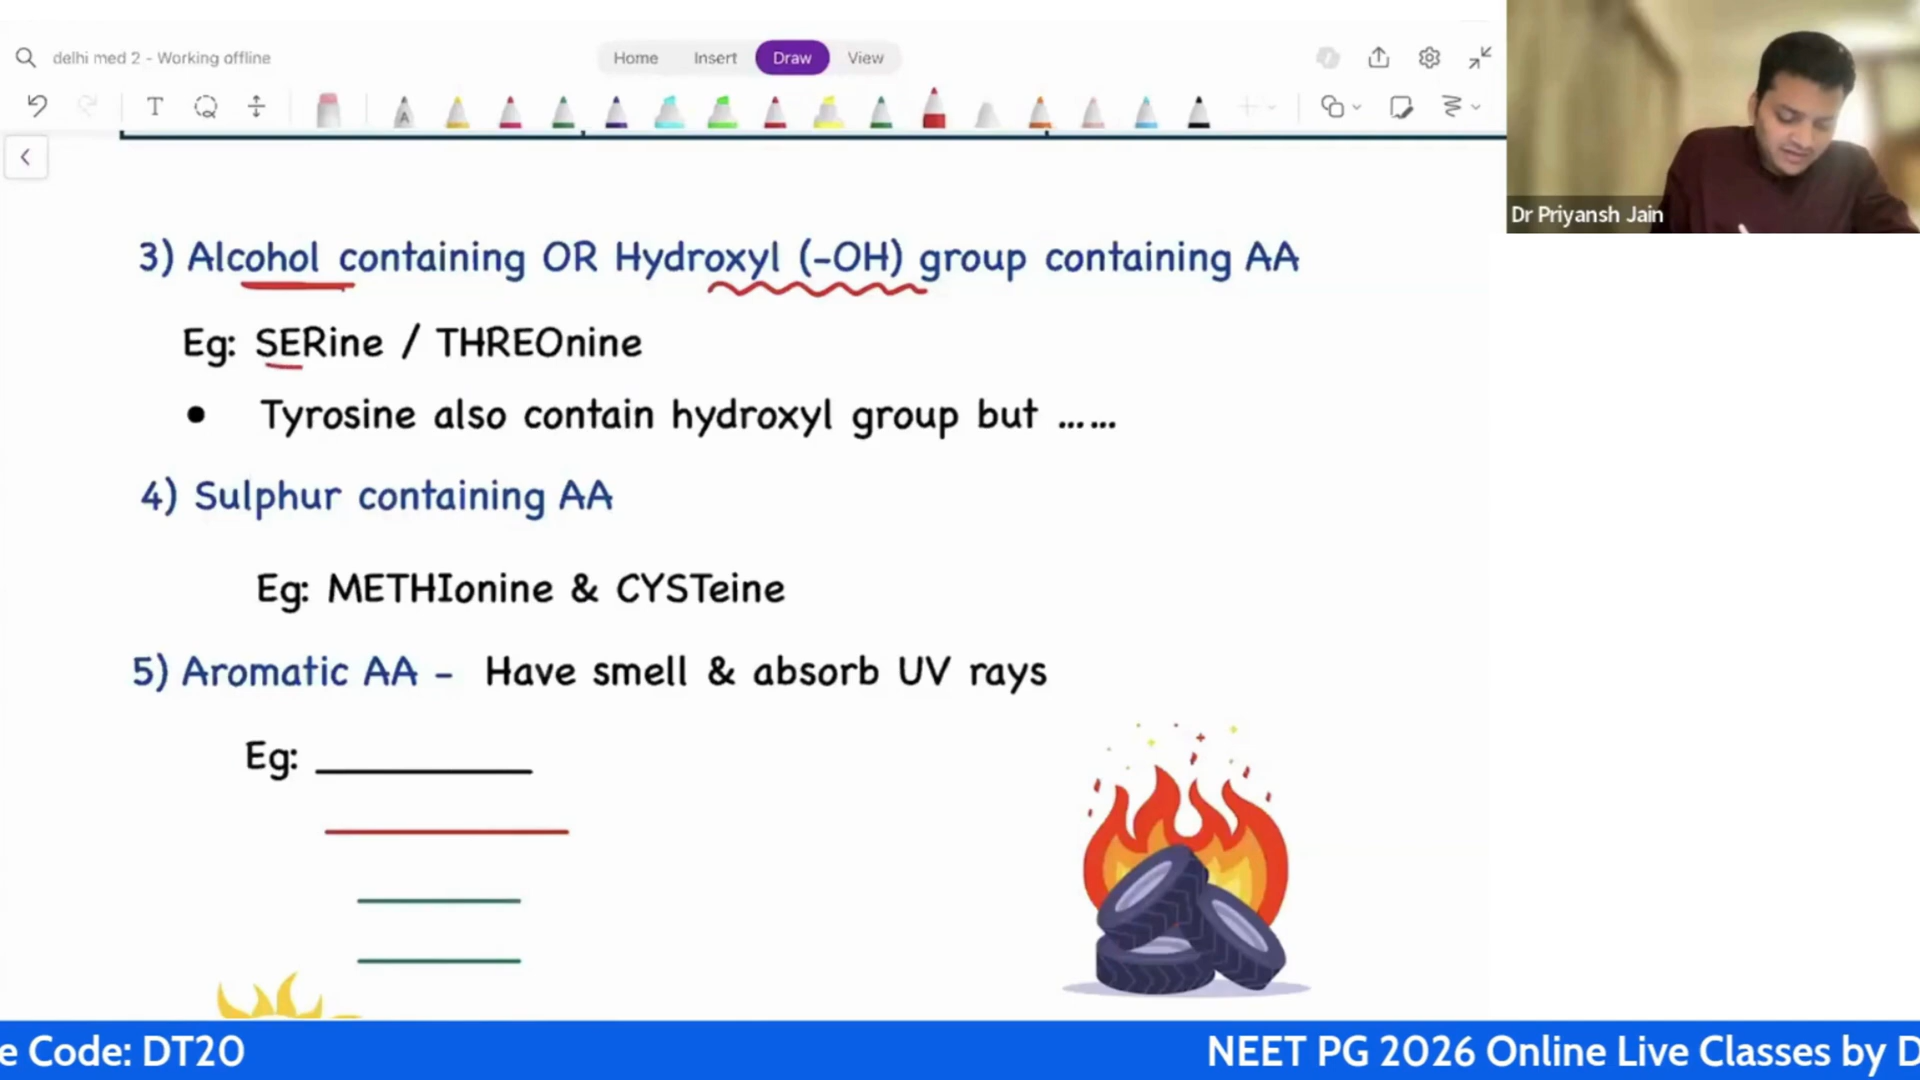 delhi med 2 - Working offline
Home Insert Draw View
T
A
Dr Priyansh Jain
3) Alcohol containing OR Hydroxyl (-OH) group containing AA
Eg: SERine / THREOnine
• Tyrosine also contain hydroxyl group but ......
4) Sulphur containing AA
Eg: METHIonine & CYSTeine
5) Aromatic AA - Have smell & absorb UV rays
Eg: __________
e Code: DT20
NEET PG 2026 Online Live Classes by D